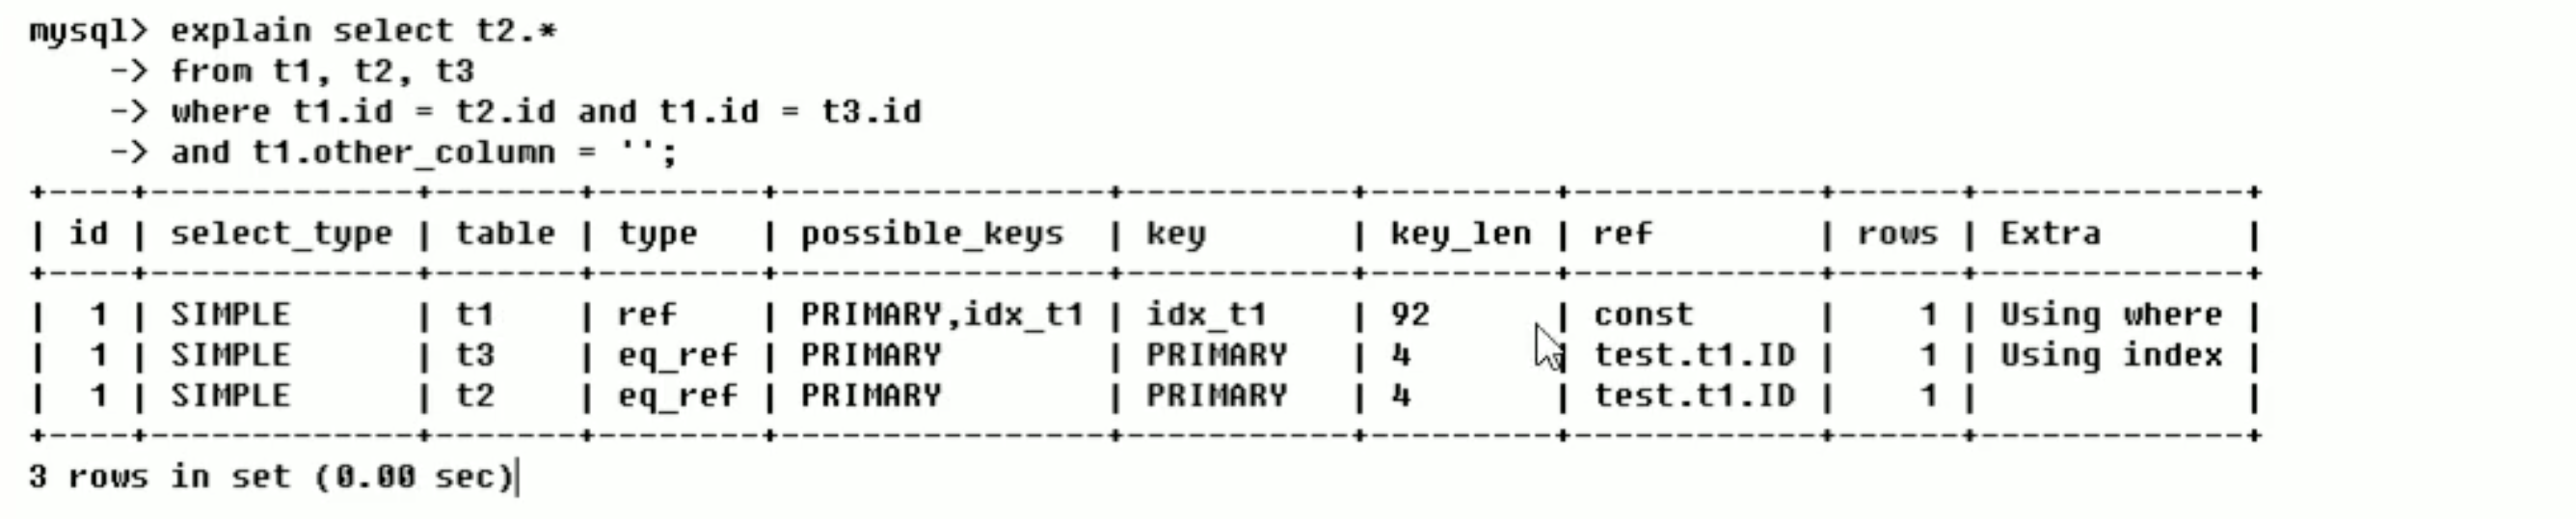 mysql> explain select t2.*
    -> from t1, t2, t3
    -> where t1.id = t2.id and t1.id = t3.id
    -> and t1.other_column = '';
+----+-------------+-------+--------+----------------+-----------+---------+------------+------+-------------+
| id | select_type | table | type   | possible_keys  | key       | key_len | ref        | rows | Extra       |
+----+-------------+-------+--------+----------------+-----------+---------+------------+------+-------------+
| 1 | SIMPLE      | t1    | ref    | PRIMARY,idx_t1 | idx_t1    | 92      | const      |    1 | Using where |
| 1 | SIMPLE      | t3    | eq_ref | PRIMARY        | PRIMARY   | 4       | test.t1.ID |    1 | Using index |
| 1 | SIMPLE      | t2    | eq_ref | PRIMARY        | PRIMARY   | 4       | test.t1.ID |    1 |             |
+----+-------------+-------+--------+----------------+-----------+---------+------------+------+-------------+
3 rows in set (0.00 sec)